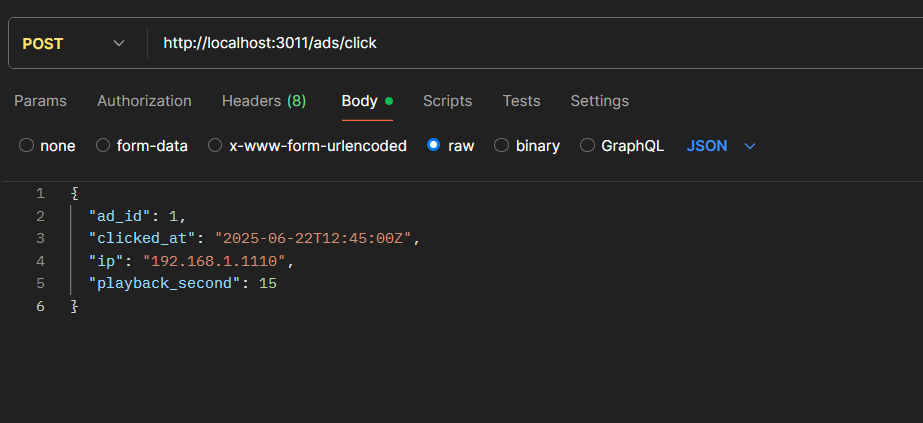 POST http://localhost:3011/ads/click
Params Authorization Headers (8) Body Scripts Tests Settings
none form-data x-www-form-urlencoded raw binary GraphQL JSON
1 {
2 "ad_id": 1,
3 "clicked_at": "2025-06-22T12:45:00Z",
4 "ip": "192.168.1.1110",
5 "playback_second": 15
6 }